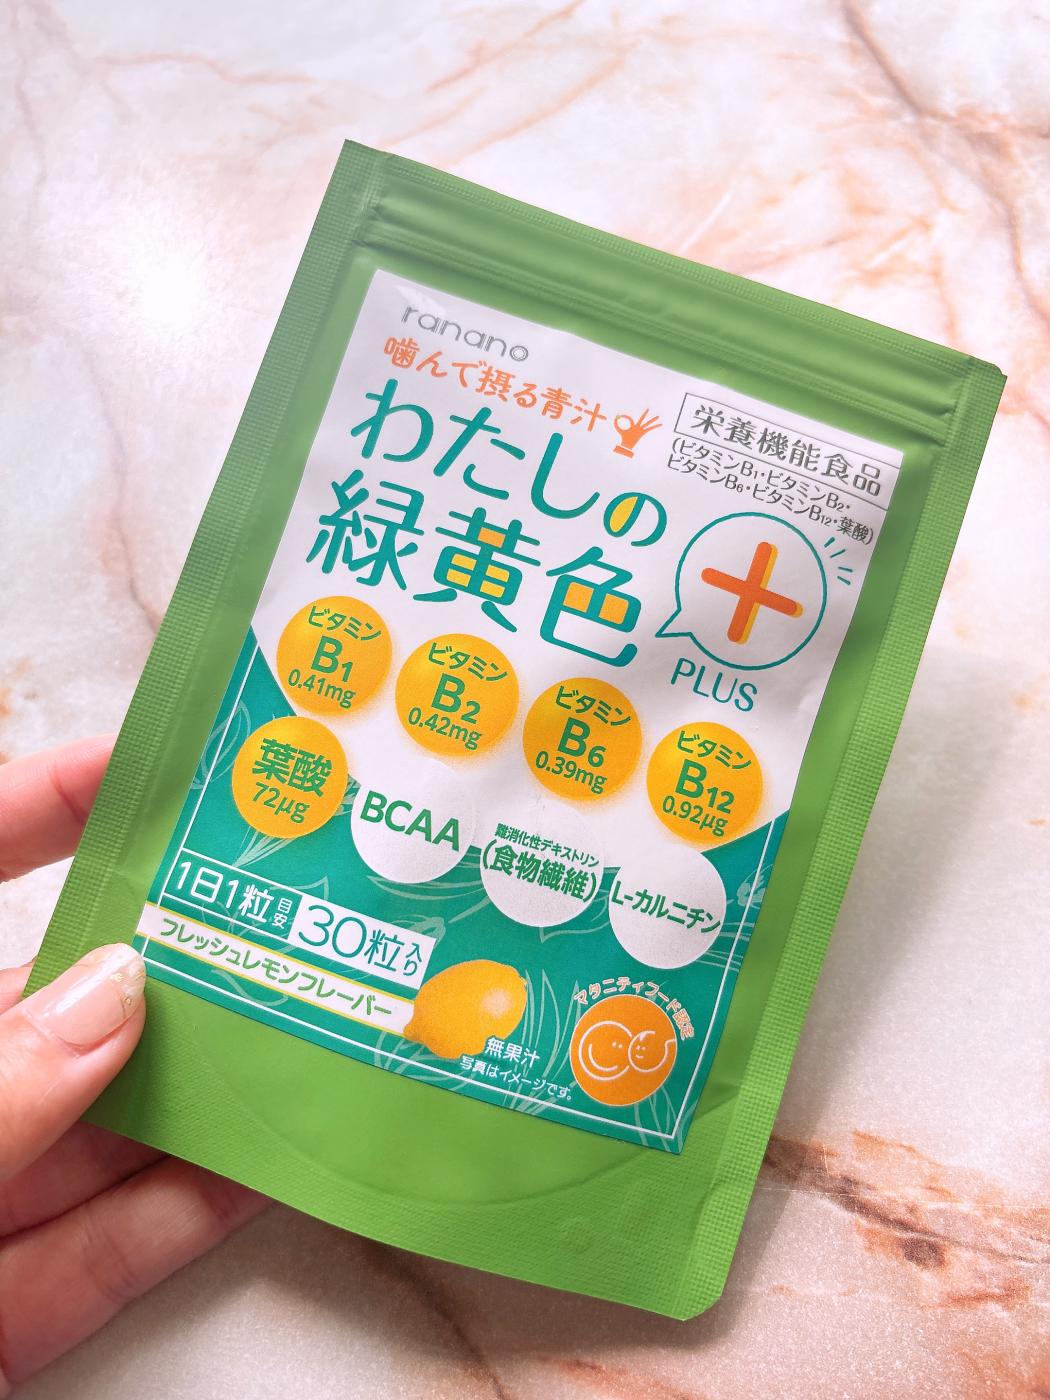 ranano
噛んで摂る青汁
わたしの
緑黄色
栄養機能食品
(ビタミンB1・ビタミンB2・
ビタミンB6・ビタミンB12・葉酸)
+
PLUS
ビタミン
B1
0.41mg
ビタミン
B2
0.42mg
ビタミン
B6
0.39mg
ビタミン
B12
0.92μg
葉酸
72μg
BCAA
難消化性デキストリン
(食物繊維)
L-カルニチン
1日1粒目安
30粒入り
フレッシュレモンフレーバー
無果汁
写真はイメージです。
マタニティフード認定